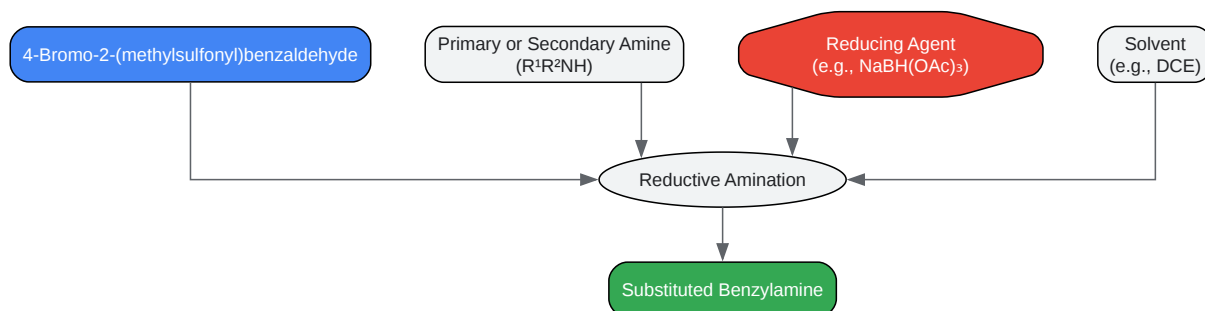 4-Bromo-2-(methylsulfonyl)benzaldehyde
Primary or Secondary Amine
(R¹R²NH)
Reducing Agent
(e.g., NaBH(OAc)₃)
Solvent
(e.g., DCE)
Reductive Amination
Substituted Benzylamine